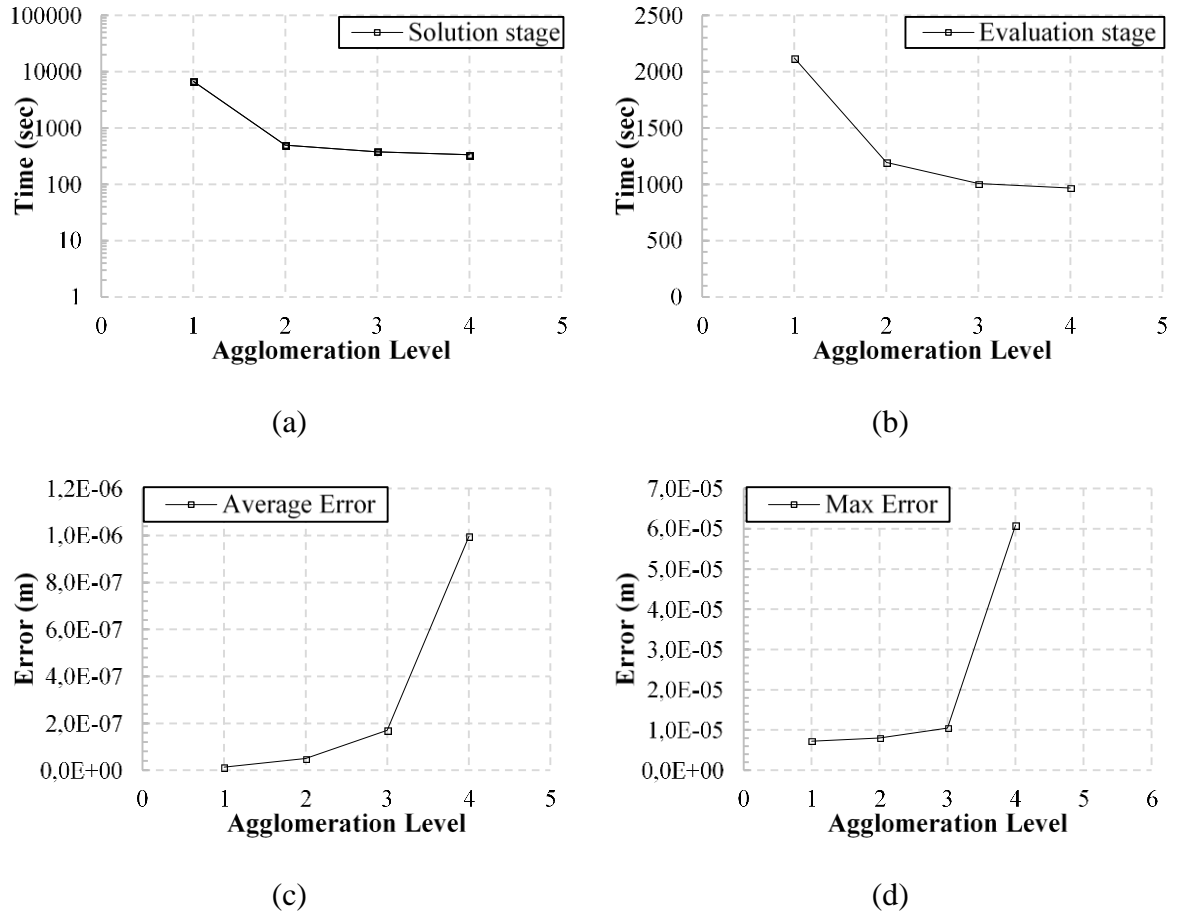 100000
10000
1000
100
10
1
Time (sec)
Solution stage
0 1 2 3 4 5
Agglomeration Level
(a)
2500
2000
1500
1000
500
0
Time (sec)
Evaluation stage
0 1 2 3 4 5
Agglomeration Level
(b)
1,2E-06
1,0E-06
8,0E-07
6,0E-07
4,0E-07
2,0E-07
0,0E+00
Error (m)
Average Error
0 1 2 3 4 5
Agglomeration Level
(c)
7,0E-05
6,0E-05
5,0E-05
4,0E-05
3,0E-05
2,0E-05
1,0E-05
0,0E+00
Error (m)
Max Error
0 1 2 3 4 5 6
Agglomeration Level
(d)